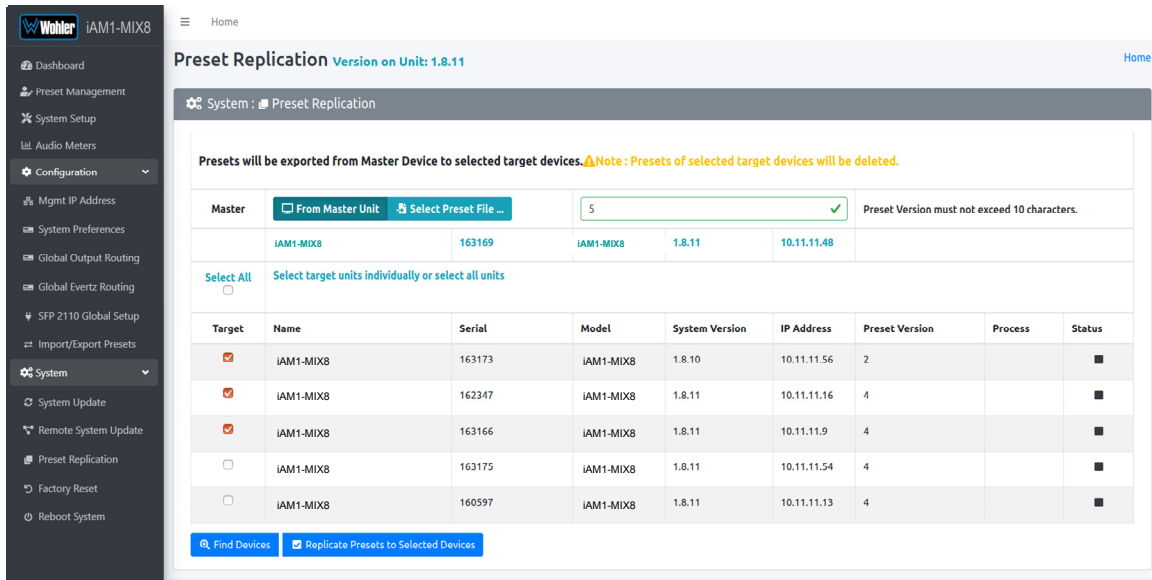 Wohler iAM1-MIX8
Dashboard
Preset Management
System Setup
Audio Meters
Configuration
Mgmt IP Address
System Preferences
Global Output Routing
Global Evertz Routing
SFP 2110 Global Setup
Import/Export Presets
System
System Update
Remote System Update
Preset Replication
Factory Reset
Reboot System
Home
Preset Replication Version on Unit: 1.8.11 Home
System : Preset Replication
Presets will be exported from Master Device to selected target devices. Note : Presets of selected target devices will be deleted.
Master From Master Unit Select Preset File ... 5 Preset Version must not exceed 10 characters.
iAM1-MIX8 163169 iAM1-MIX8 1.8.11 10.11.11.48
Select All Select target units individually or select all units
Target Name Serial Model System Version IP Address Preset Version Process Status
iAM1-MIX8 163173 iAM1-MIX8 1.8.10 10.11.11.56 2
iAM1-MIX8 162347 iAM1-MIX8 1.8.11 10.11.11.16 4
iAM1-MIX8 163166 iAM1-MIX8 1.8.11 10.11.11.9 4
iAM1-MIX8 163175 iAM1-MIX8 1.8.11 10.11.11.54 4
iAM1-MIX8 160597 iAM1-MIX8 1.8.11 10.11.11.13 4
Find Devices Replicate Presets to Selected Devices